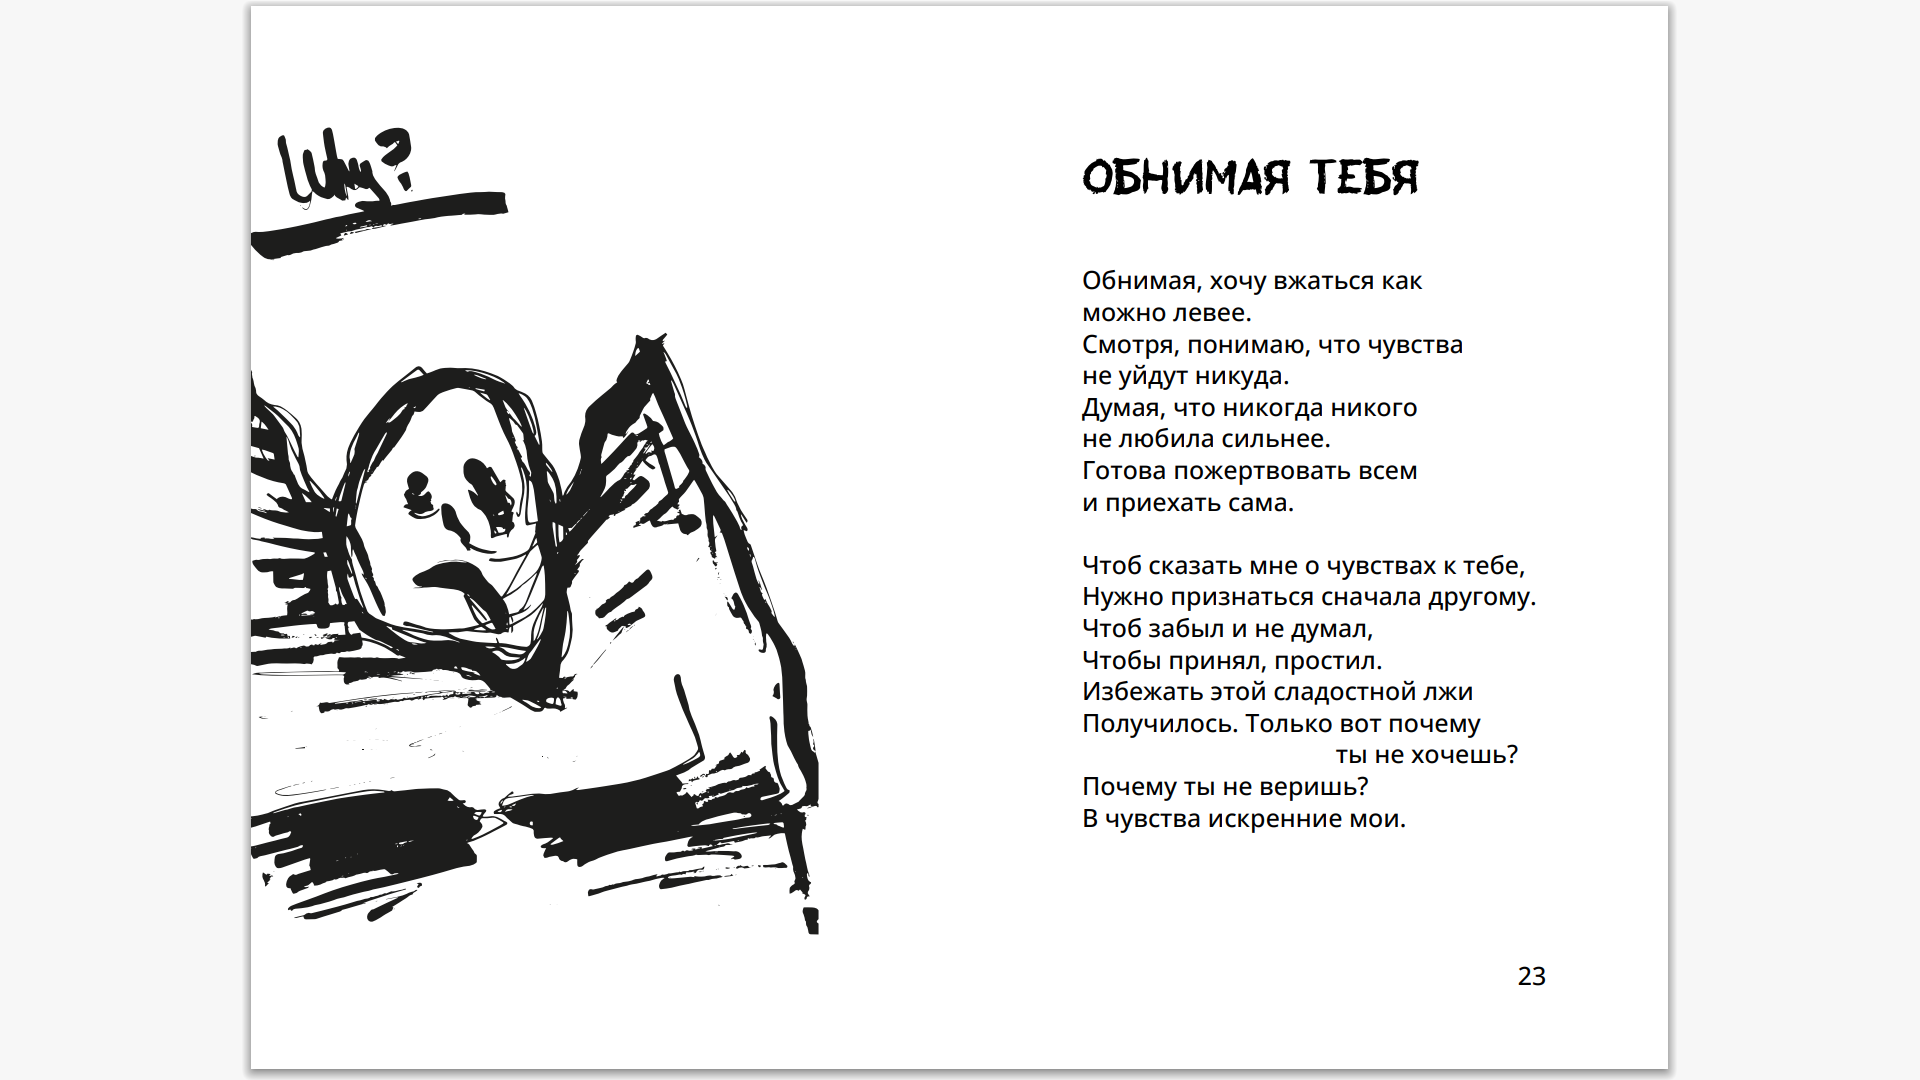 Why?
ОБНИМАЯ ТЕБЯ
Обнимая, хочу вжаться как
можно левее.
Смотря, понимаю, что чувства
не уйдут никуда.
Думая, что никогда никого
не любила сильнее.
Готова пожертвовать всем
и приехать сама.
Чтоб сказать мне о чувствах к тебе,
Нужно признаться сначала другому.
Чтоб забыл и не думал,
Чтобы принял, простил.
Избежать этой сладостной лжи
Получилось. Только вот почему
ты не хочешь?
Почему ты не веришь?
В чувства искренние мои.
23